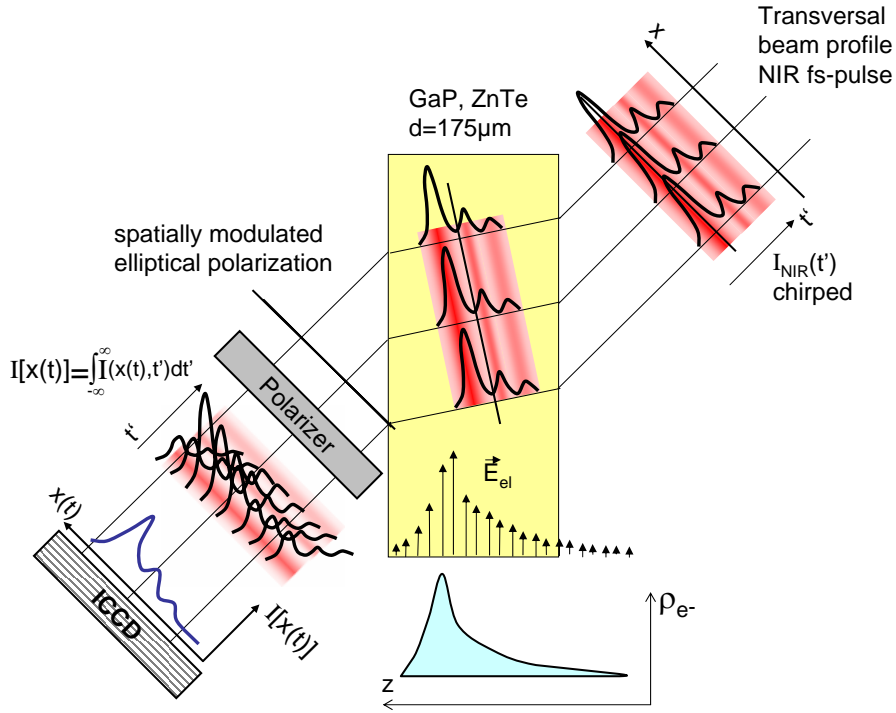 Transversal
beam profile
NIR fs-pulse
x
GaP, ZnTe
d=175µm
t‘
I_NIR(t’)
chirped
spatially modulated
elliptical polarization
I[x(t)]=∫_-∞^∞ I(x(t),t’)dt’
t‘
Polarizer
E⃗_el
x(t)
ICCD
I[x(t)]
ρ_e-
z